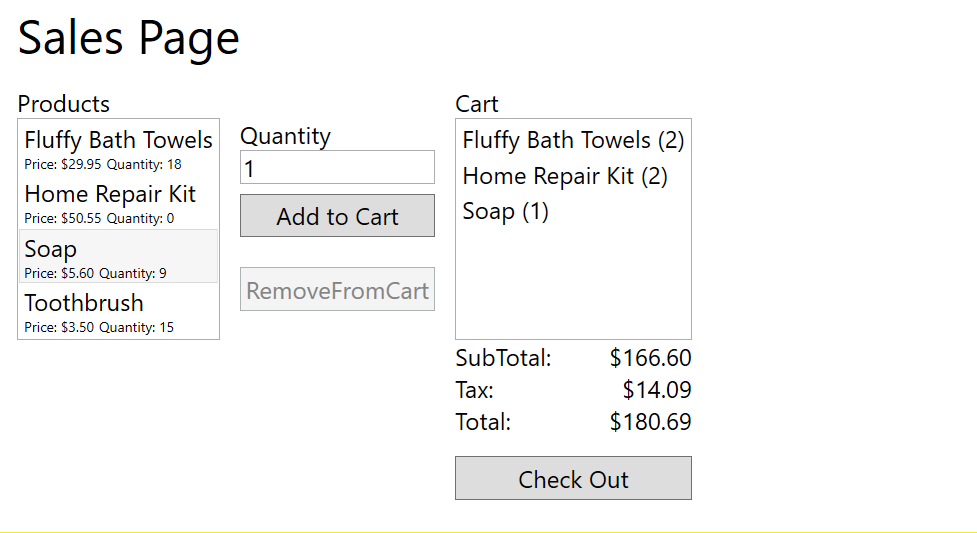 Sales Page
Products
Fluffy Bath Towels
Price: $29.95 Quantity: 18
Home Repair Kit
Price: $50.55 Quantity: 0
Soap
Price: $5.60 Quantity: 9
Toothbrush
Price: $3.50 Quantity: 15
Quantity
1
Add to Cart
RemoveFromCart
Cart
Fluffy Bath Towels (2)
Home Repair Kit (2)
Soap (1)
SubTotal: $166.60
Tax: $14.09
Total: $180.69
Check Out